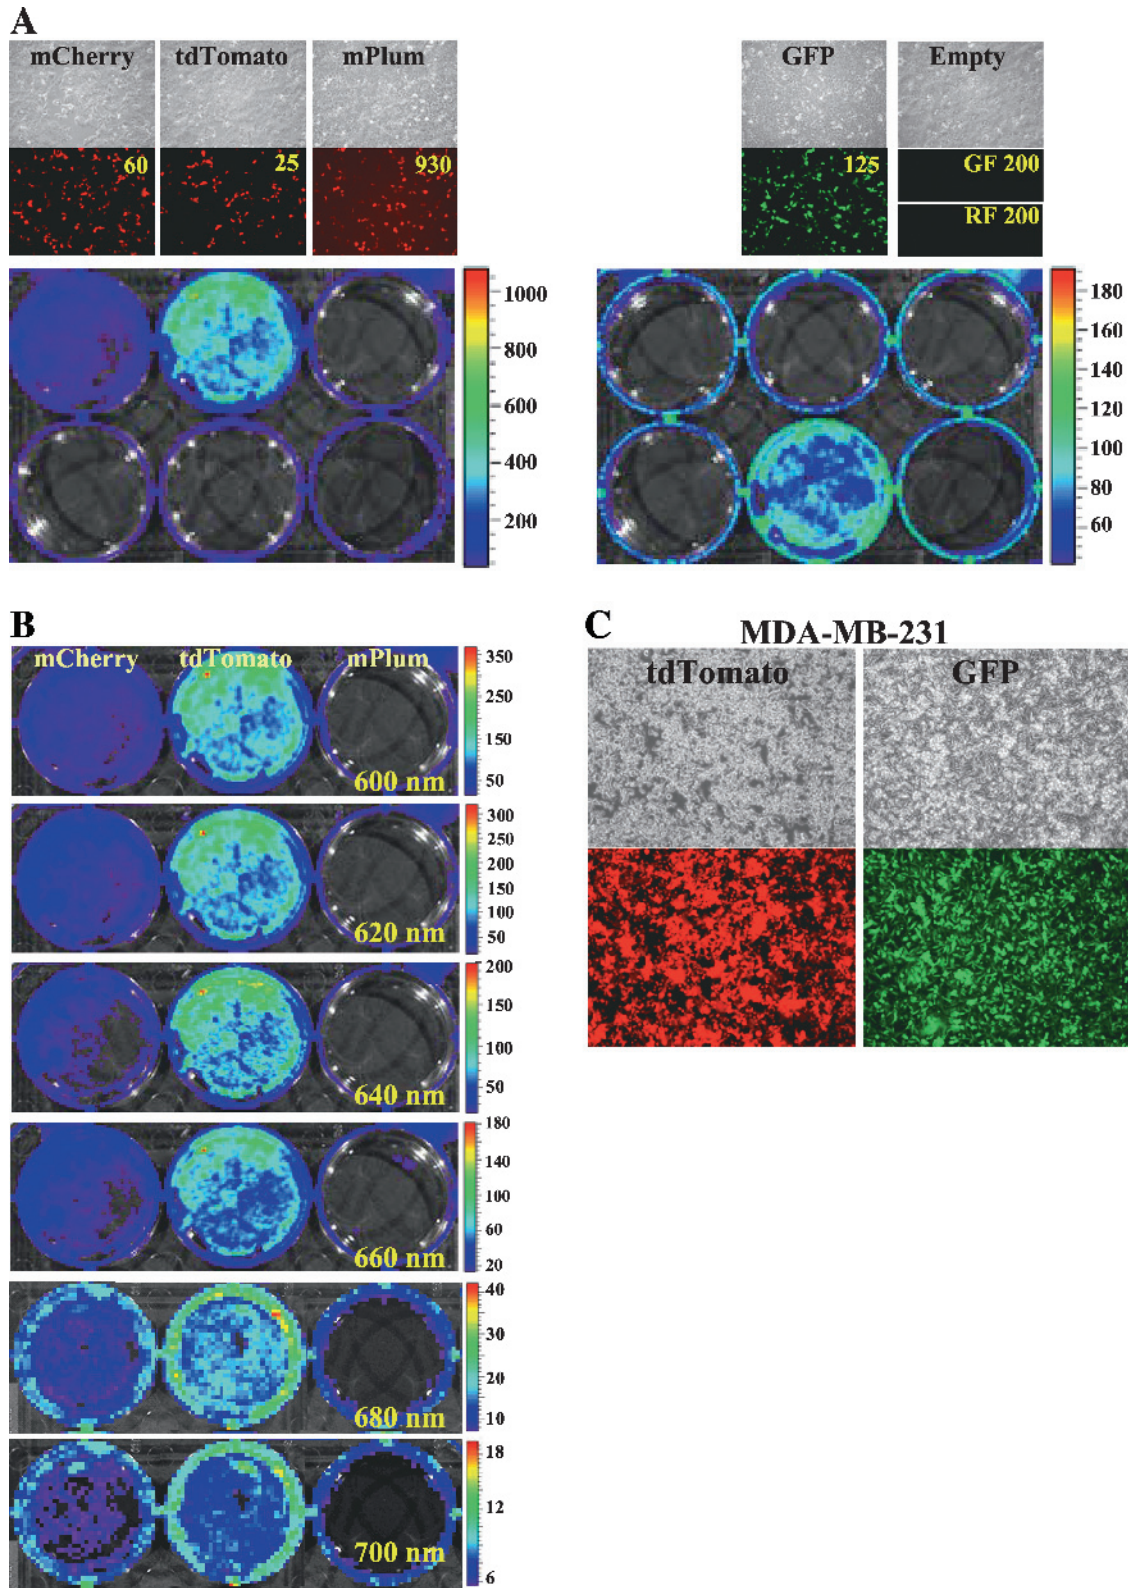 A
mCherry tdTomato mPlum GFP Empty
60 25 930 125 GF 200
RF 200
1000
800
600
400
200
180
160
140
120
100
80
60
B
mCherry tdTomato mPlum
600 nm
350
250
150
50
620 nm
300
250
200
150
100
50
640 nm
200
150
100
50
660 nm
180
140
100
60
20
680 nm
40
30
20
10
700 nm
18
12
6
C
MDA-MB-231
tdTomato GFP